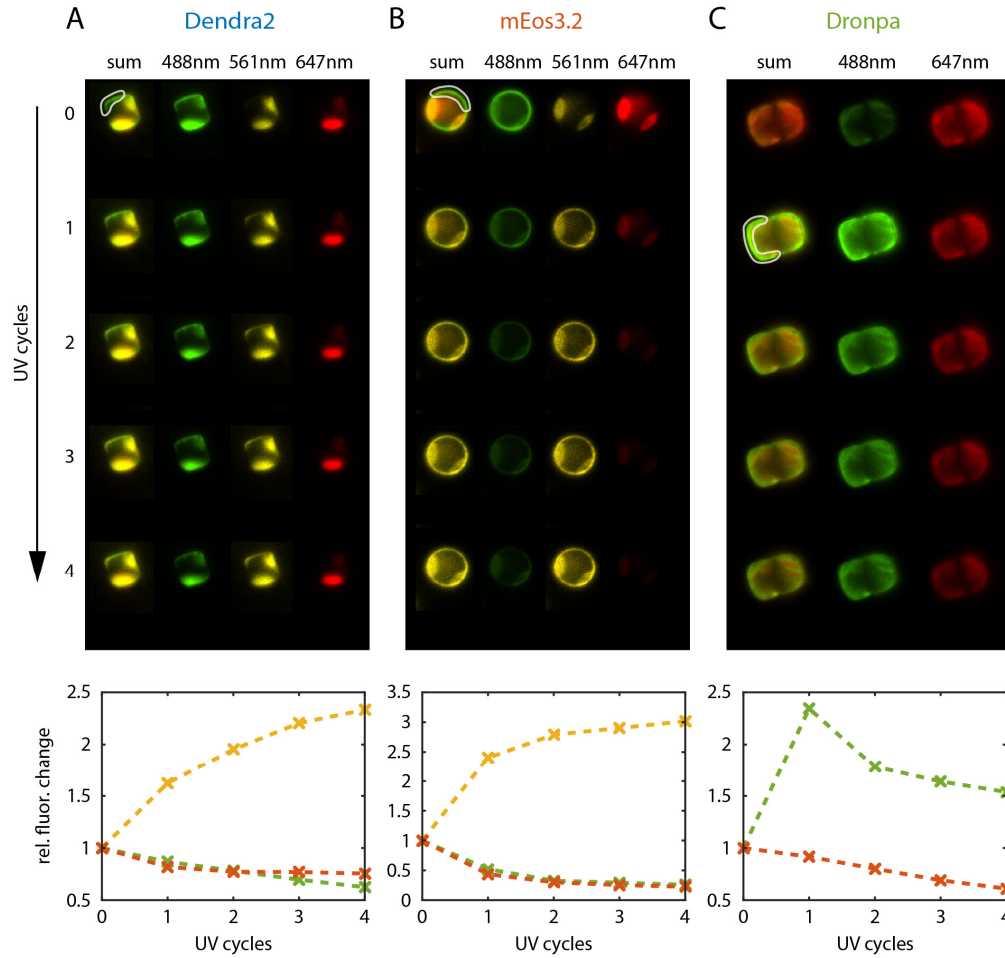 A Dendra2
B mEos3.2
C Dronpa
sum 488nm 561nm 647nm
sum 488nm 561nm 647nm
sum 488nm 647nm
UV cycles
0
1
2
3
4
rel. fluor. change
2.5
2
1.5
1
0.5
0 1 2 3 4
UV cycles
3.5
3
2.5
2
1.5
1
0.5
0
0 1 2 3 4
UV cycles
2.5
2
1.5
1
0.5
0 1 2 3 4
UV cycles